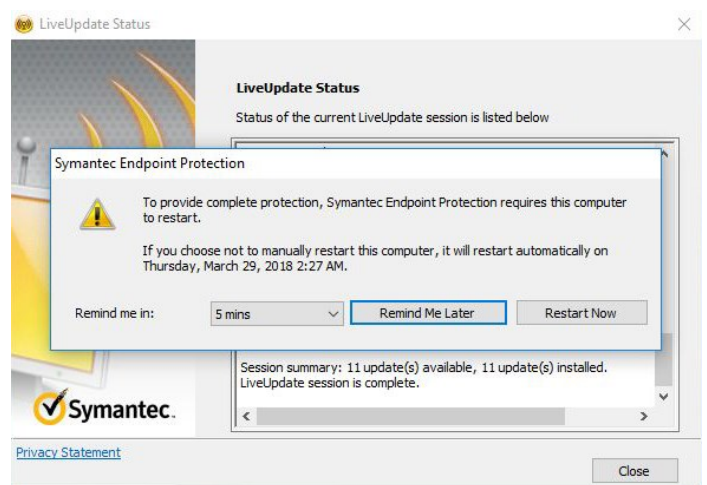 LiveUpdate Status
LiveUpdate Status
Status of the current LiveUpdate session is listed below
Symantec Endpoint Protection
To provide complete protection, Symantec Endpoint Protection requires this computer
to restart.
If you choose not to manually restart this computer, it will restart automatically on
Thursday, March 29, 2018 2:27 AM.
Remind me in:
5 mins
Remind Me Later
Restart Now
Session summary: 11 update(s) available, 11 update(s) installed.
LiveUpdate session is complete.
Symantec.
Privacy Statement
Close